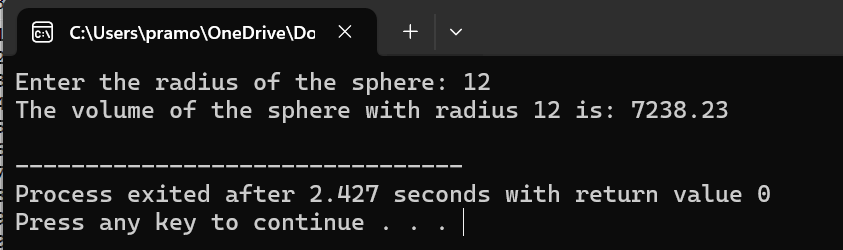 C:\Users\pramo\OneDrive\Do
Enter the radius of the sphere: 12
The volume of the sphere with radius 12 is: 7238.23
--------------------------------
Process exited after 2.427 seconds with return value 0
Press any key to continue . . .